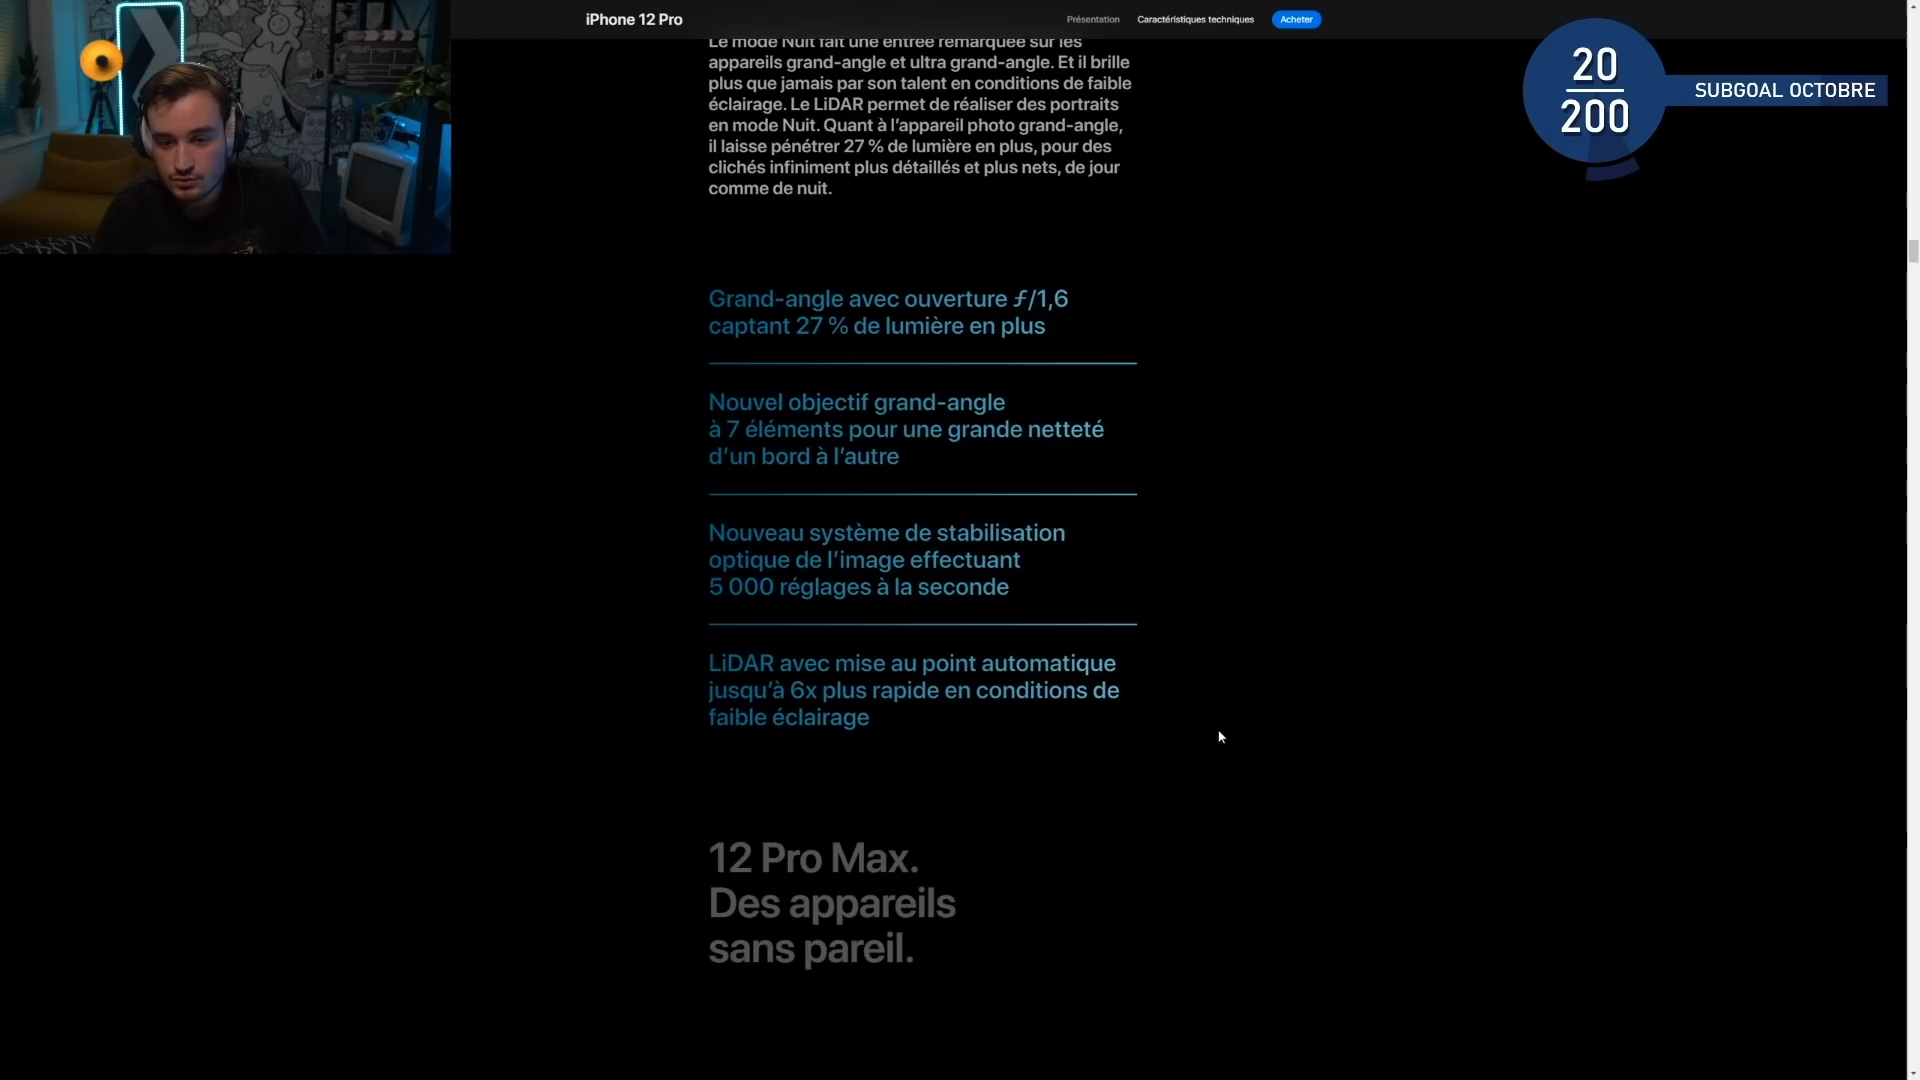 iPhone 12 Pro
Présentation
Caractéristiques techniques
Acheter
20
200
SUBGOAL OCTOBRE
Le mode Nuit fait une entrée remarquée sur les
appareils grand-angle et ultra grand-angle. Et il brille
plus que jamais par son talent en conditions de faible
éclairage. Le LiDAR permet de réaliser des portraits
en mode Nuit. Quant à l’appareil photo grand-angle,
il laisse pénétrer 27 % de lumière en plus, pour des
clichés infiniment plus détaillés et plus nets, de jour
comme de nuit.
Grand-angle avec ouverture ƒ/1,6
captant 27 % de lumière en plus
Nouvel objectif grand-angle
à 7 éléments pour une grande netteté
d’un bord à l’autre
Nouveau système de stabilisation
optique de l’image effectuant
5 000 réglages à la seconde
LiDAR avec mise au point automatique
jusqu’à 6x plus rapide en conditions de
faible éclairage
12 Pro Max.
Des appareils
sans pareil.